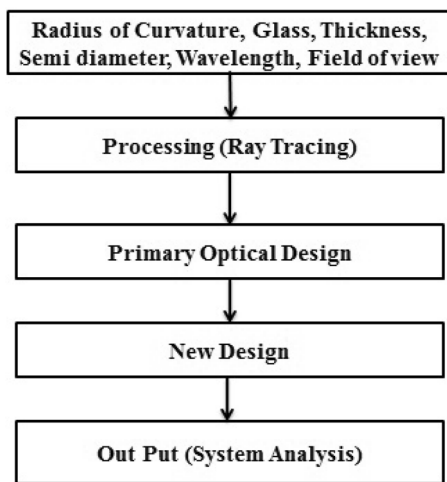 Radius of Curvature, Glass, Thickness,
Semi diameter, Wavelength, Field of view
Processing (Ray Tracing)
Primary Optical Design
New Design
Out Put (System Analysis)